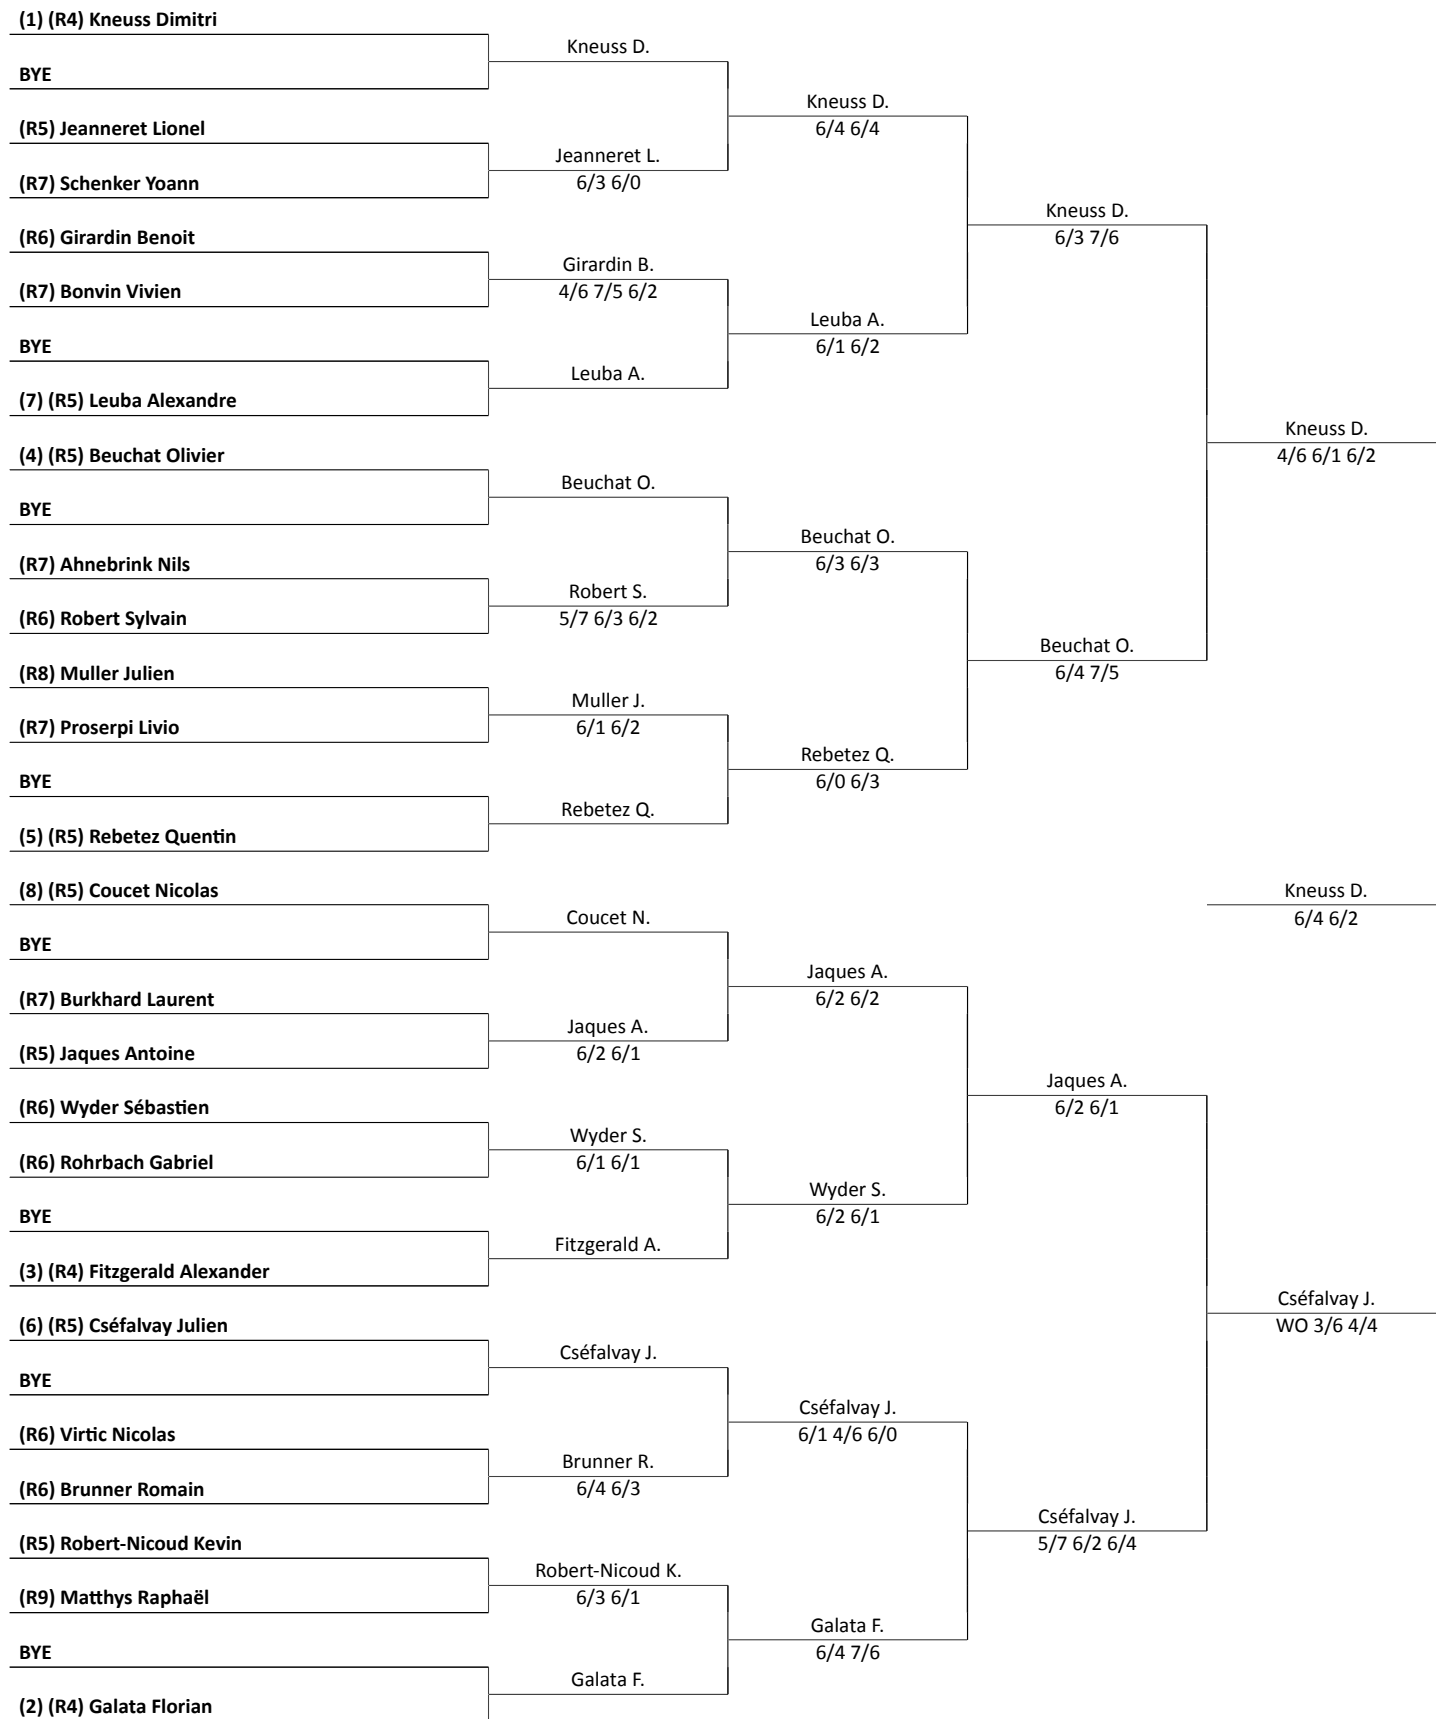 (1) (R4) Kneuss Dimitri
Kneuss D.
BYE
Kneuss D.
6/4 6/4
(R5) Jeanneret Lionel
Jeanneret L.
6/3 6/0
(R7) Schenker Yoann
Kneuss D.
6/3 7/6
(R6) Girardin Benoit
Girardin B.
4/6 7/5 6/2
(R7) Bonvin Vivien
Leuba A.
6/1 6/2
BYE
Leuba A.
(7) (R5) Leuba Alexandre
Kneuss D.
4/6 6/1 6/2
(4) (R5) Beuchat Olivier
Beuchat O.
BYE
Beuchat O.
6/3 6/3
(R7) Ahnebrink Nils
Robert S.
5/7 6/3 6/2
(R6) Robert Sylvain
Beuchat O.
6/4 7/5
(R8) Muller Julien
Muller J.
6/1 6/2
(R7) Proserpi Livio
Rebetez Q.
6/0 6/3
BYE
Rebetez Q.
(5) (R5) Rebetez Quentin
(8) (R5) Coucet Nicolas
Kneuss D.
6/4 6/2
Coucet N.
BYE
Jaques A.
6/2 6/2
(R7) Burkhard Laurent
Jaques A.
6/2 6/1
(R5) Jaques Antoine
Jaques A.
6/2 6/1
(R6) Wyder Sébastien
Wyder S.
6/1 6/1
(R6) Rohrbach Gabriel
Wyder S.
6/2 6/1
BYE
Fitzgerald A.
(3) (R4) Fitzgerald Alexander
Cséfalvay J.
WO 3/6 4/4
(6) (R5) Cséfalvay Julien
Cséfalvay J.
BYE
Cséfalvay J.
6/1 4/6 6/0
(R6) Virtic Nicolas
Brunner R.
6/4 6/3
(R6) Brunner Romain
Cséfalvay J.
5/7 6/2 6/4
(R5) Robert-Nicoud Kevin
Robert-Nicoud K.
6/3 6/1
(R9) Matthys Raphaël
Galata F.
6/4 7/6
BYE
Galata F.
(2) (R4) Galata Florian